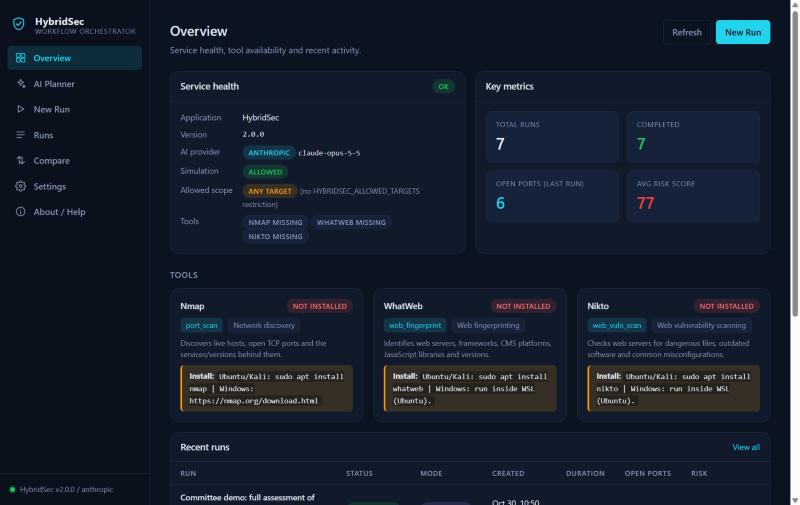 HybridSec
WORKFLOW ORCHESTRATOR
Overview
AI Planner
New Run
Runs
Compare
Settings
About / Help
HybridSec v2.0.0 / anthropic
Overview
Service health, tool availability and recent activity.
Refresh
New Run
Service health
OK
Application
HybridSec
Version
2.0.0
AI provider
ANTHROPIC claude-opus-5-5
Simulation
ALLOWED
Allowed scope
ANY TARGET (no HYBRIDSEC_ALLOWED_TARGETS
restriction)
Tools
NMAP MISSING WHATWEB MISSING
NIKTO MISSING
Key metrics
TOTAL RUNS
7
COMPLETED
7
OPEN PORTS (LAST RUN)
6
AVG RISK SCORE
77
TOOLS
Nmap
NOT INSTALLED
port_scan Network discovery
Discovers live hosts, open TCP ports and the
services/versions behind them.
Install: Ubuntu/Kali: sudo apt install
nmap | Windows:
https://nmap.org/download.html
WhatWeb
NOT INSTALLED
web_fingerprint Web fingerprinting
Identifies web servers, frameworks, CMS platforms,
JavaScript libraries and versions.
Install: Ubuntu/Kali: sudo apt install
whatweb | Windows: run inside WSL
(Ubuntu).
Nikto
NOT INSTALLED
web_vuln_scan Web vulnerability scanning
Checks web servers for dangerous files, outdated
software and common misconfigurations.
Install: Ubuntu/Kali: sudo apt install
nikto | Windows: run inside WSL
(Ubuntu).
Recent runs
View all
RUN STATUS MODE CREATED DURATION OPEN PORTS RISK
Committee demo: full assessment of
Oct 30, 10:50